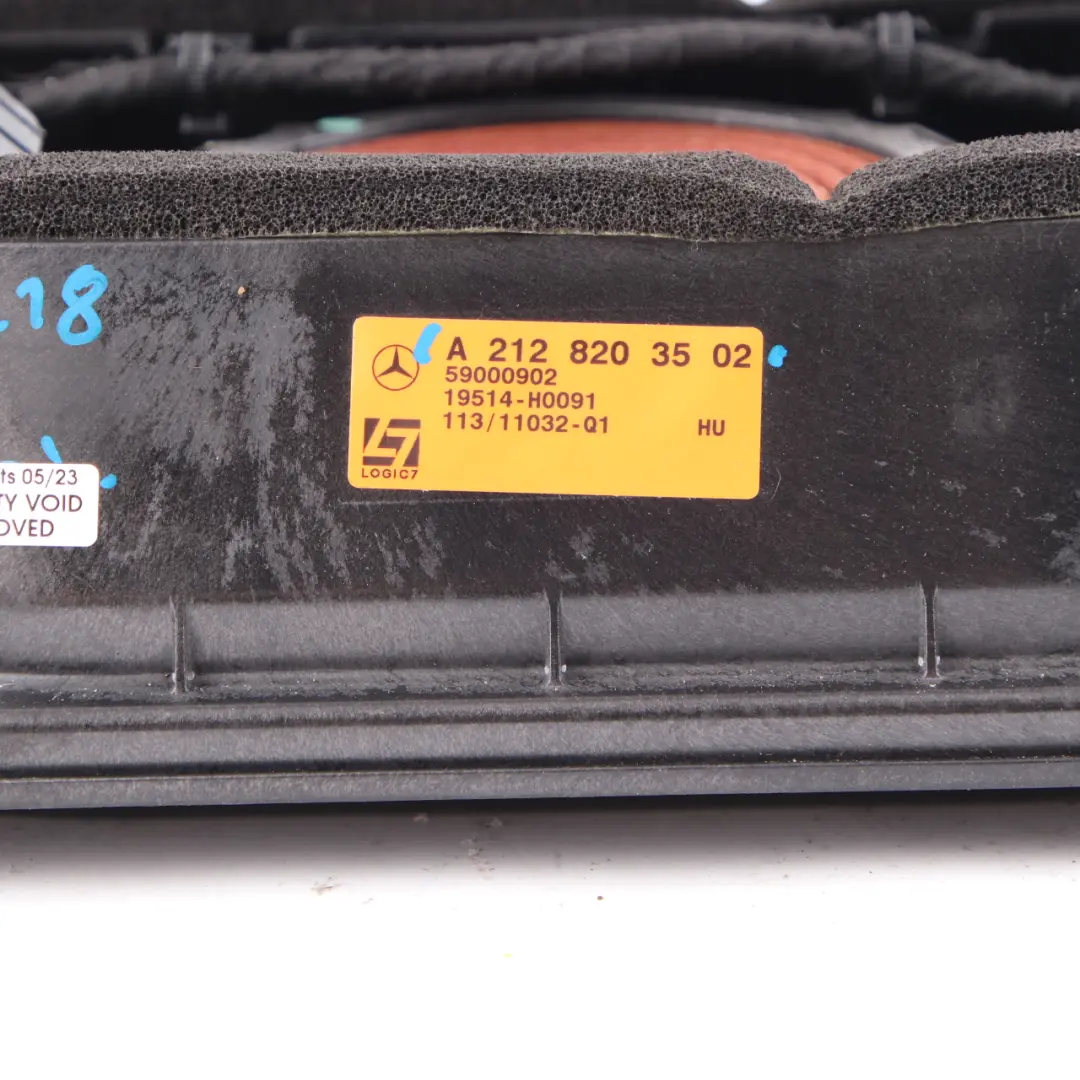 18
A 212 820 35 02
59000902
19514-H0091
113/11032-Q1 HU
LOGIC7
ts 05/23
TY VOID
OVED